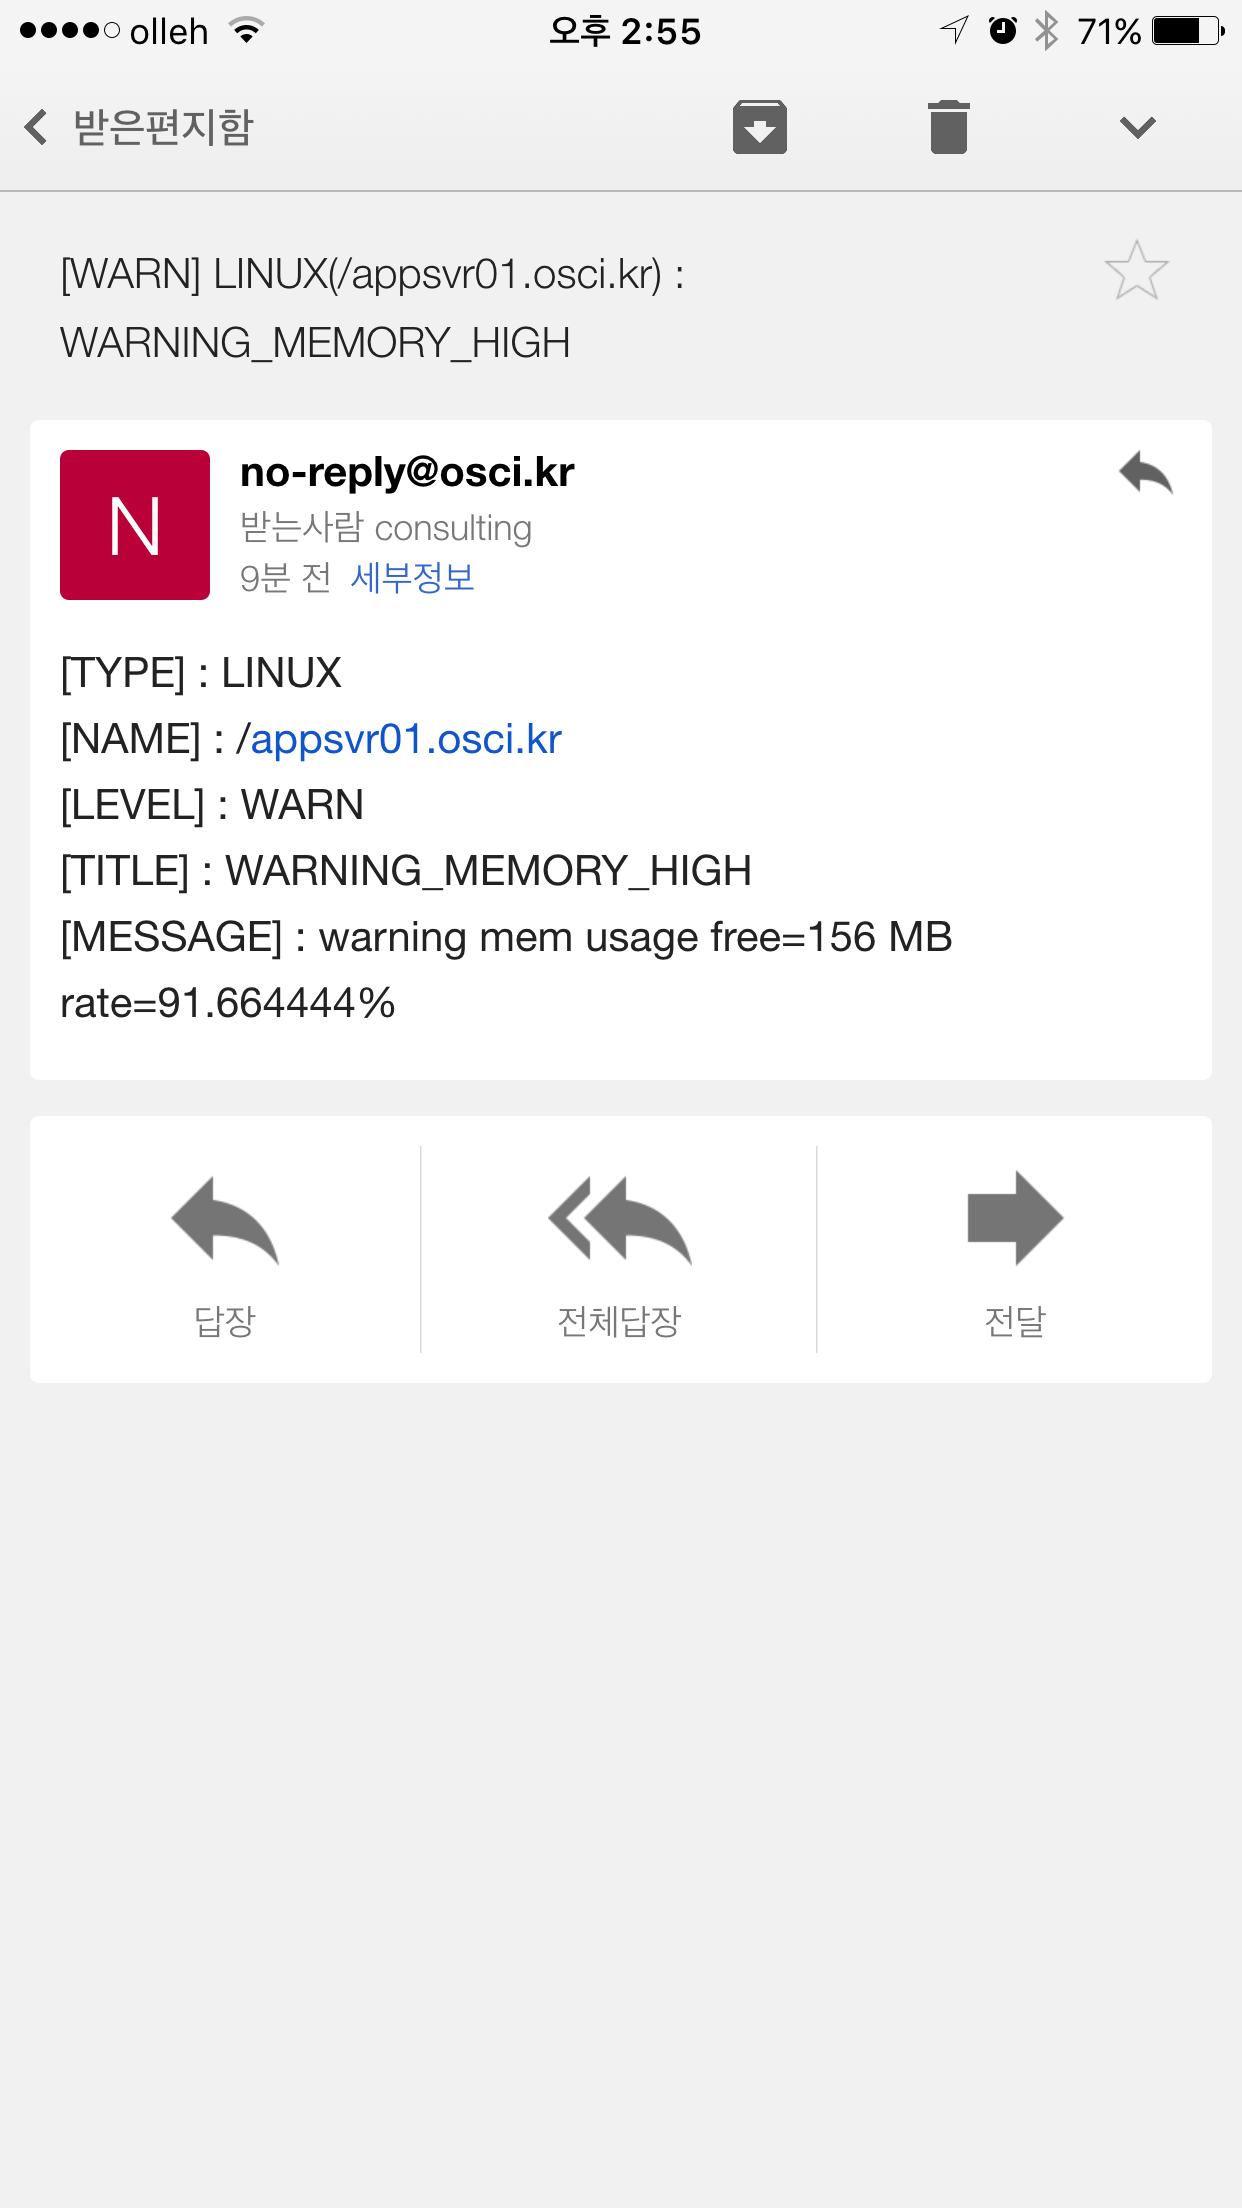 olleh 오후 2:55 71%
받은편지함
[WARN] LINUX(/appsvr01.osci.kr) :
WARNING_MEMORY_HIGH
N
no-reply@osci.kr
받는사람 consulting
9분 전 세부정보
[TYPE] : LINUX
[NAME] : /appsvr01.osci.kr
[LEVEL] : WARN
[TITLE] : WARNING_MEMORY_HIGH
[MESSAGE] : warning mem usage free=156 MB
rate=91.664444%
답장 전체답장 전달